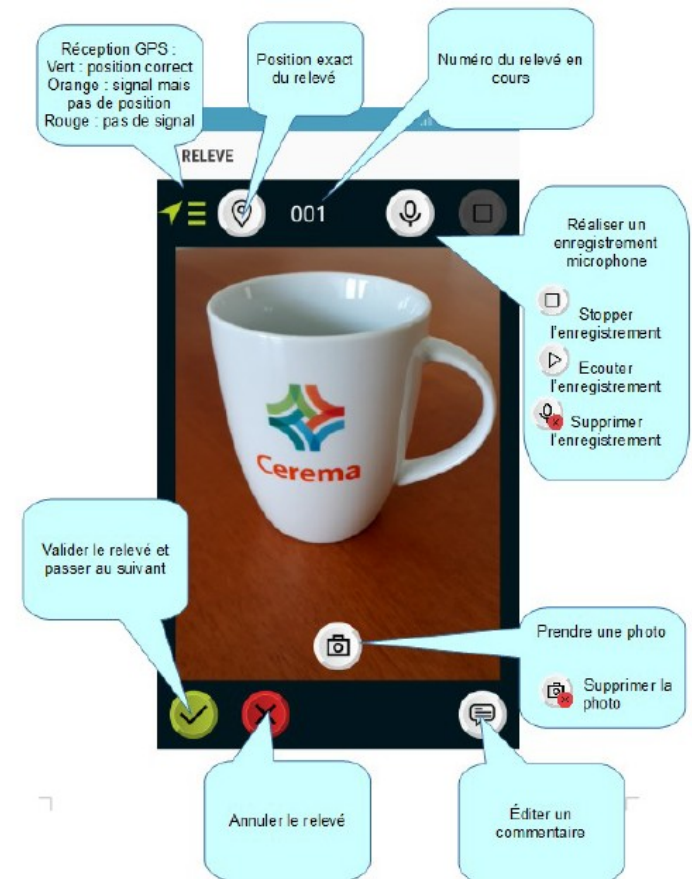 Réception GPS :
Vert : position correct
Orange : signal mais
pas de position
Rouge : pas de signal
Position exact
du relevé
Numéro du relevé en
cours
RELEVE
001
Réaliser un
enregistrement
microphone
Stopper
l'enregistrement
Ecouter
l'enregistrement
Supprimer
l'enregistrement
Cerema
Valider le relevé et
passer au suivant
Prendre une photo
Supprimer la
photo
Annuler le relevé
Éditer un
commentaire